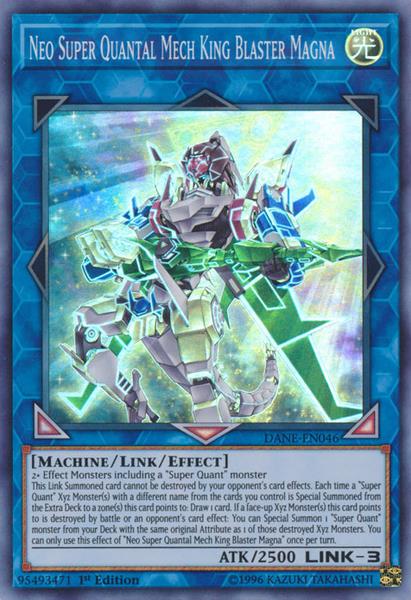 Neo Super Quantal Mech King Blaster Magna
LIGHT
光
DANE-EN046
[Machine/Link/Effect]
2+ Effect Monsters including a "Super Quant" monster
This Link Summoned card cannot be destroyed by your opponent's card effects. Each time a "Super
Quant" Xyz Monster(s) with a different name from the cards you control is Special Summoned from
the Extra Deck to a zone(s) this card points to: Draw 1 card. If a face-up Xyz Monster(s) this card points
to is destroyed by battle or an opponent's card effect: You can Special Summon 1 "Super Quant"
monster from your Deck with the same original Attribute as 1 of those destroyed Xyz Monsters. You
can only use this effect of "Neo Super Quantal Mech King Blaster Magna" once per turn.
ATK/2500 LINK-3
95493471 1st Edition ©1996 KAZUKI TAKAHASHI